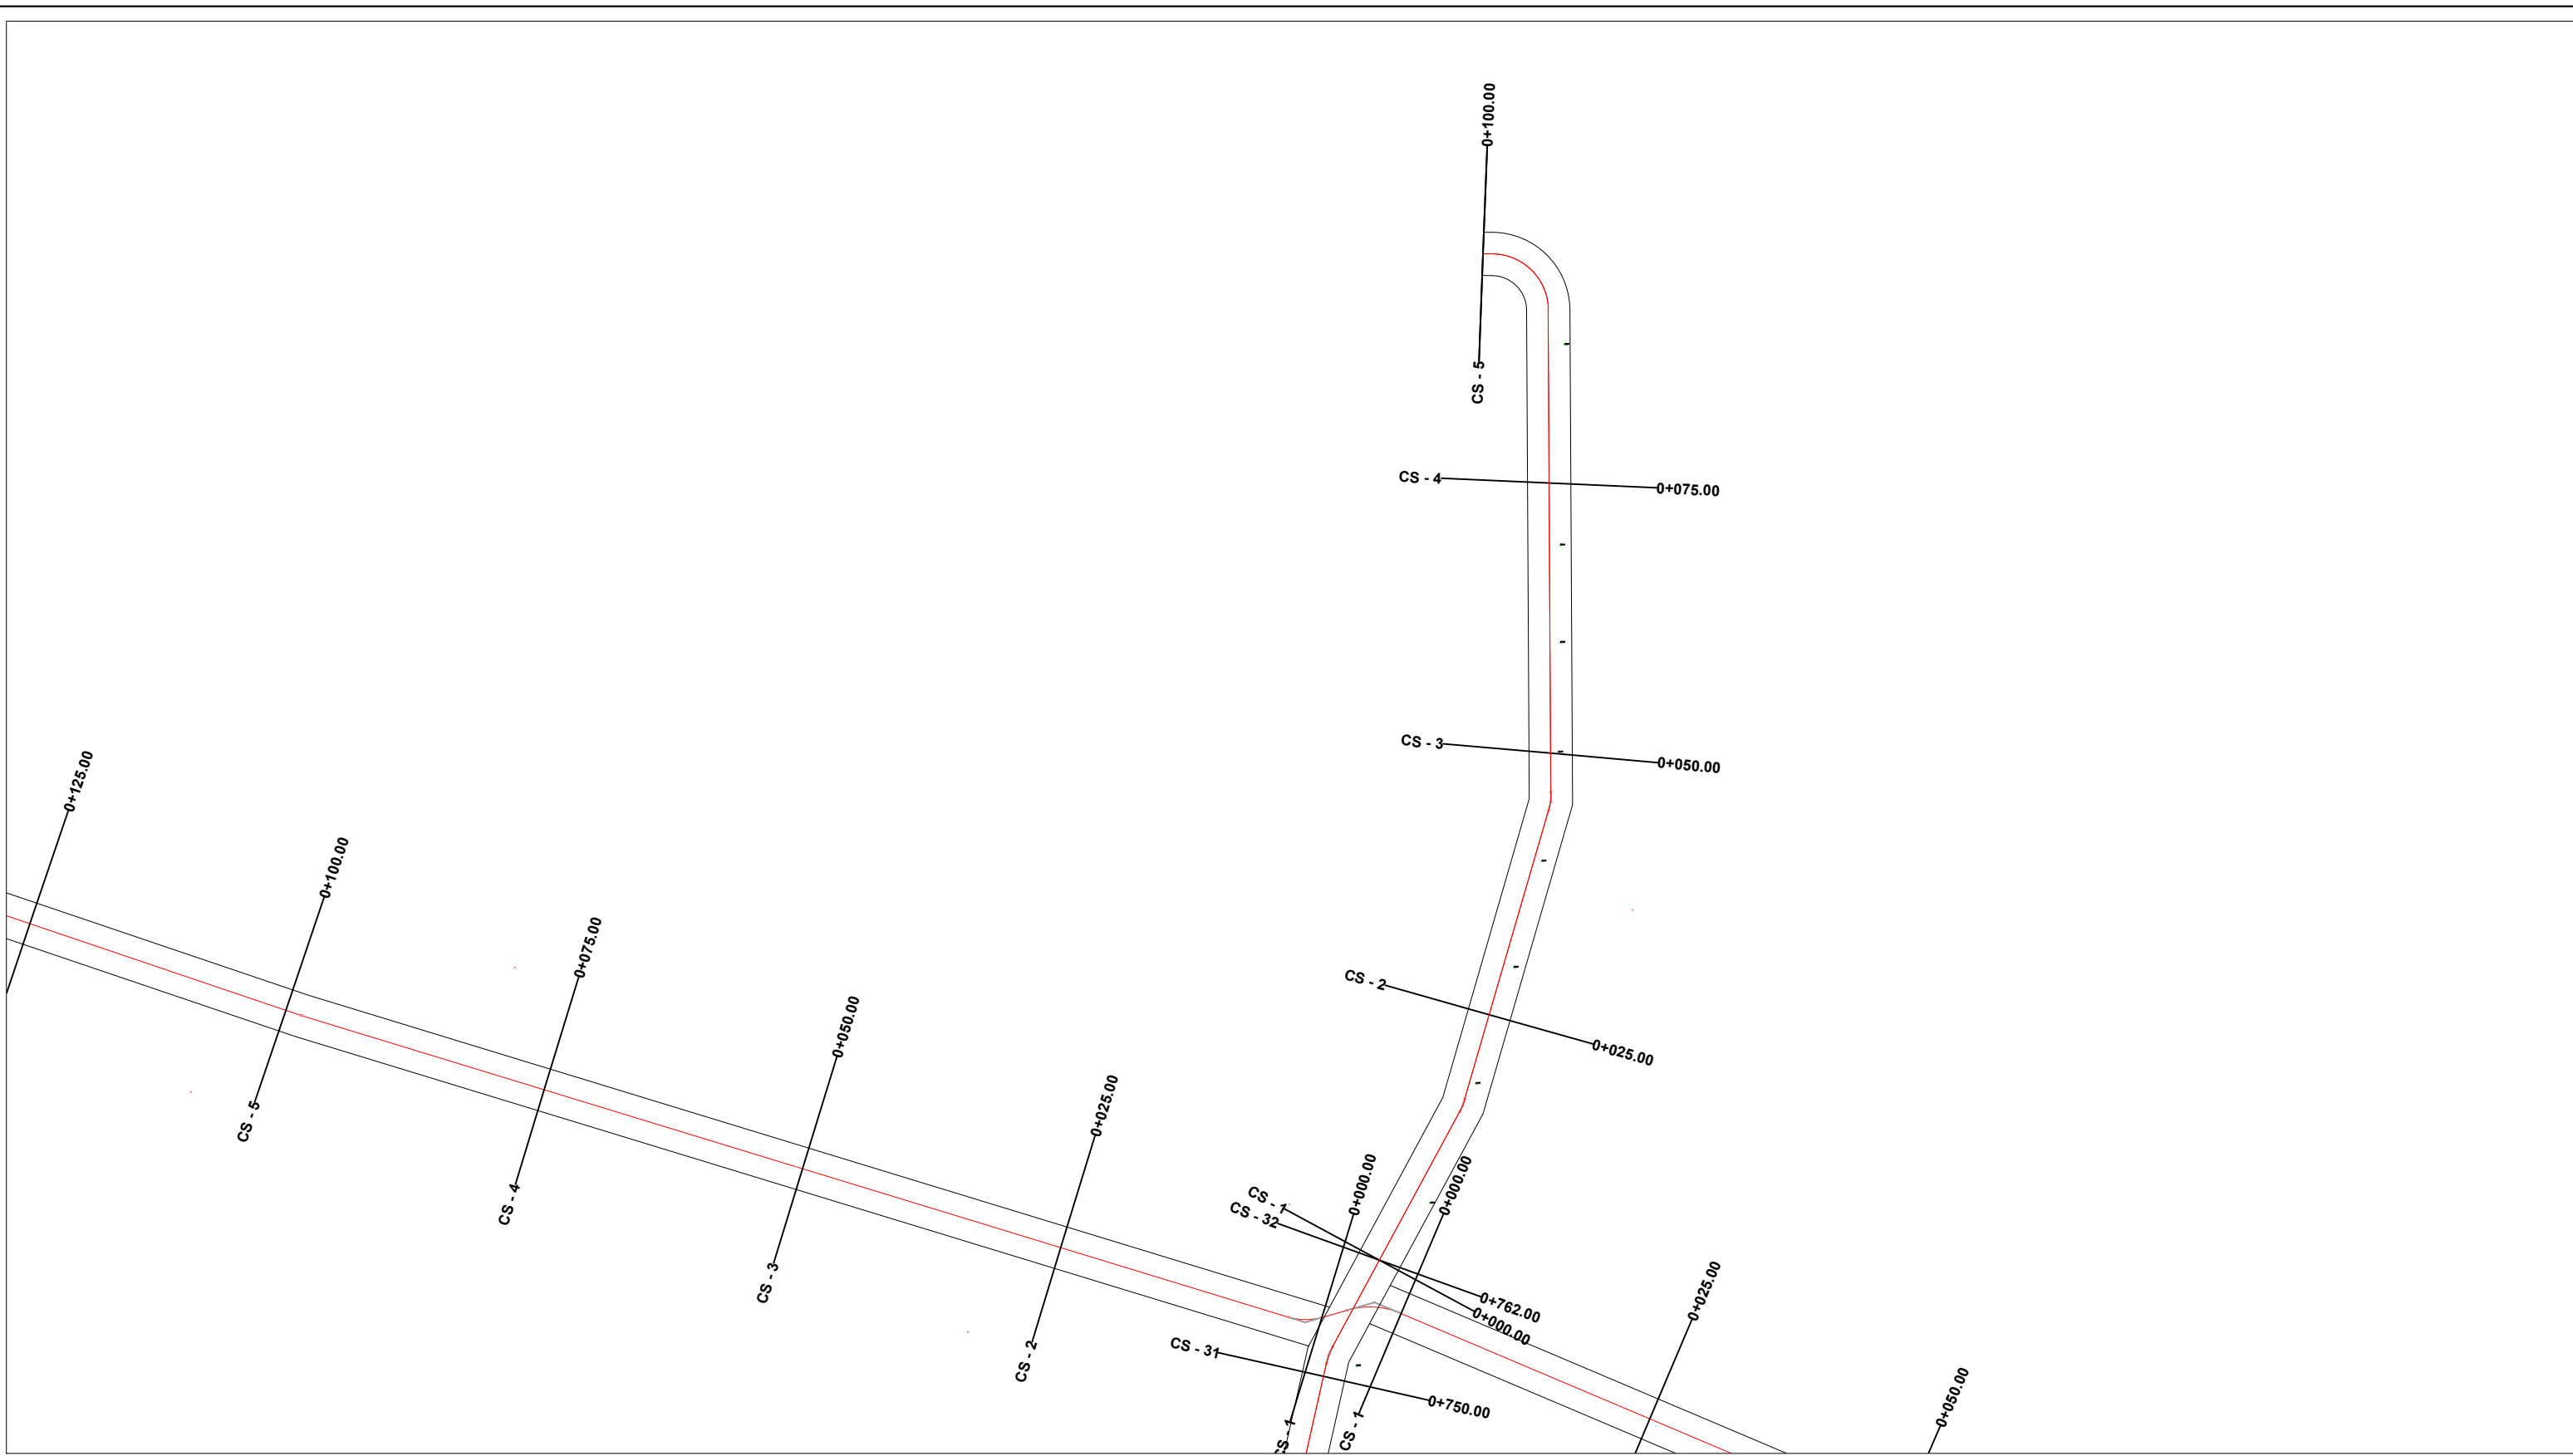 0+100.00
CS - 5
CS - 4
0+075.00
CS - 3
0+050.00
0+125.00
0+100.00
0+075.00
CS - 2
0+050.00
0+025.00
0+025.00
CS - 5
CS - 4
0+000.00
0+000.00
CS - 1
CS - 32
CS - 3
0+762.00
0+000.00
0+025.00
CS - 2
CS - 31
0+750.00
0+050.00
CS - 1
CS - 1